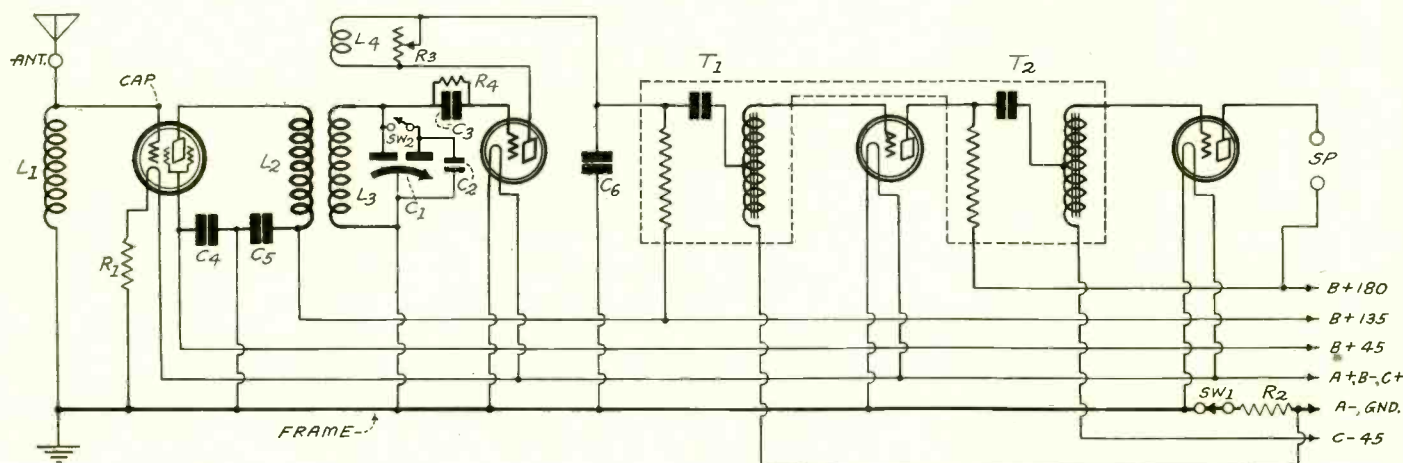 ANT.
CAP.
L1
R1
C4
C5
L2
L3
L4
R3
R4
C3
SW2
C2
C1
C6
T1
T2
SP
B+180
B+135
B+45
A+,B-,C+
SW1
R2
A-,GND.
C-45
FRAME